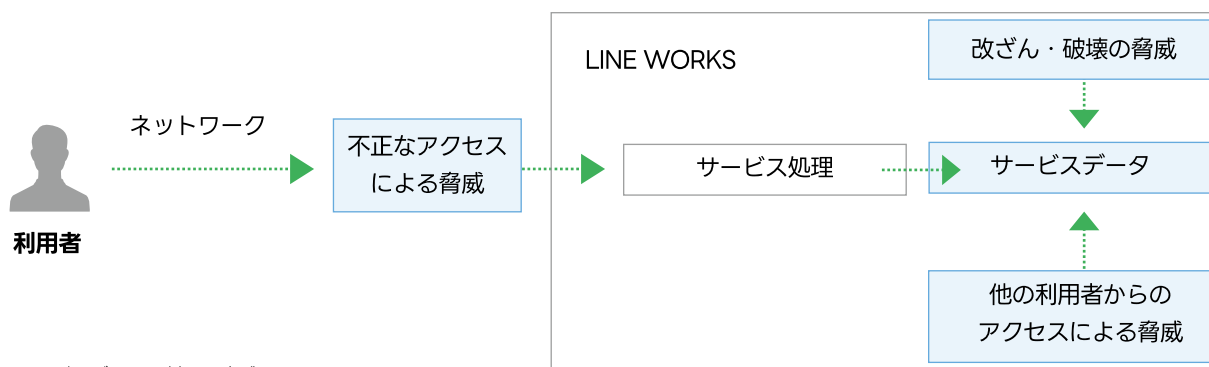 LINE WORKS
改ざん・破壊の脅威
ネットワーク
不正なアクセス
による脅威
サービス処理
サービスデータ
利用者
他の利用者からの
アクセスによる脅威